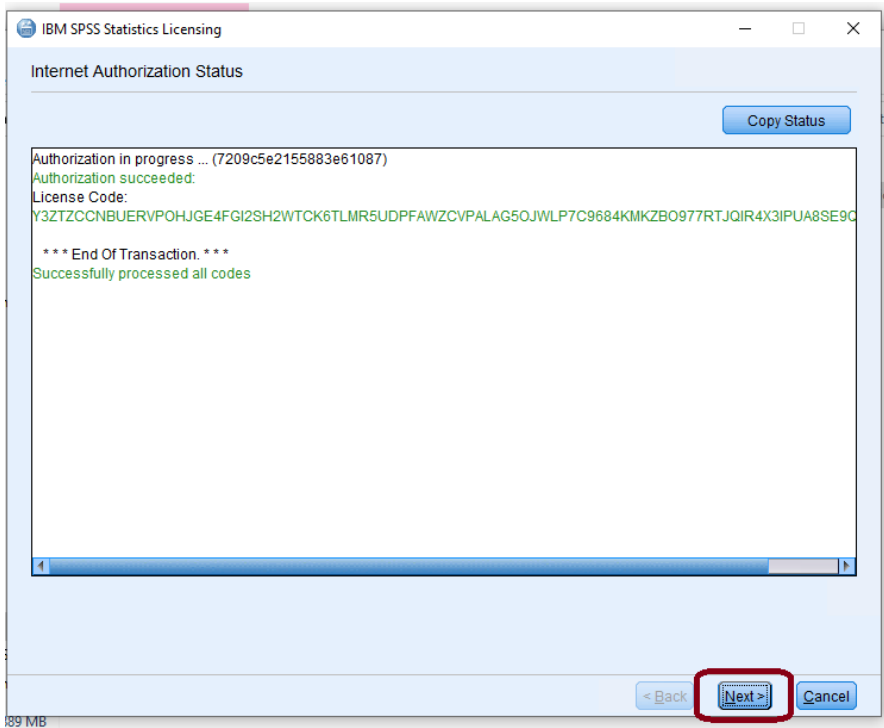 IBM SPSS Statistics Licensing
Internet Authorization Status
Copy Status
Authorization in progress ... (7209c5e2155883e61087)
Authorization succeeded:
License Code:
Y3ZTZCCNBUERVPOHJGE4FGI2SH2WTCK6TLMR5UDPFAWZCVPALAG5OJWLP7C9684KMKZBO977RTJQIR4X3IPUA8SE9C
* * * End Of Transaction. * * *
Successfully processed all codes
< Back
Next >
Cancel
389 MB